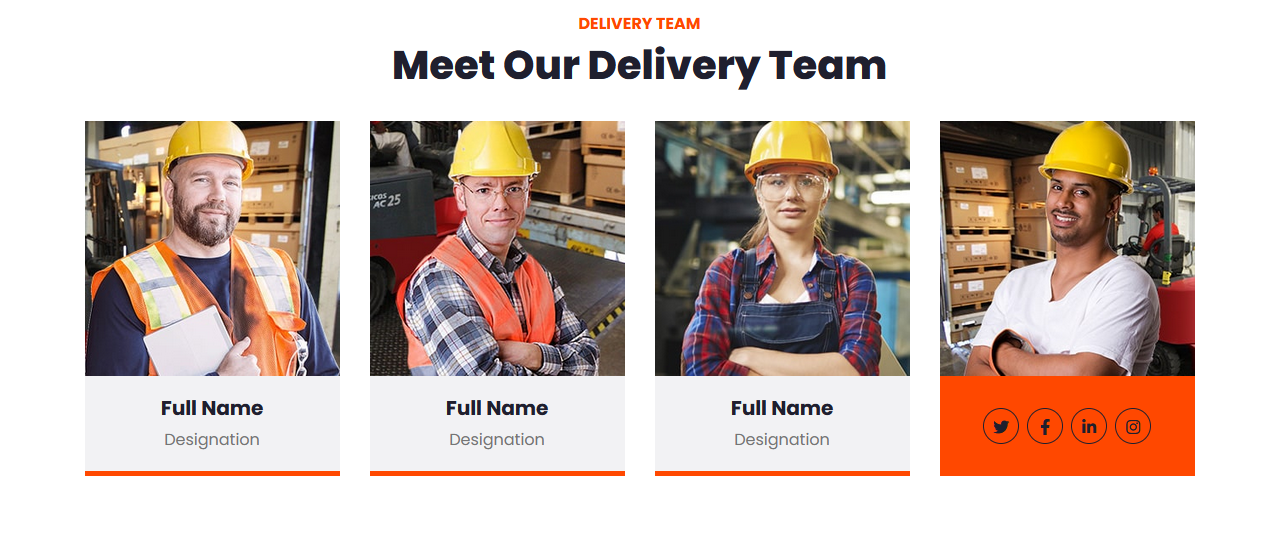 DELIVERY TEAM
Meet Our Delivery Team
AC 25
Full Name
Designation
Full Name
Designation
Full Name
Designation